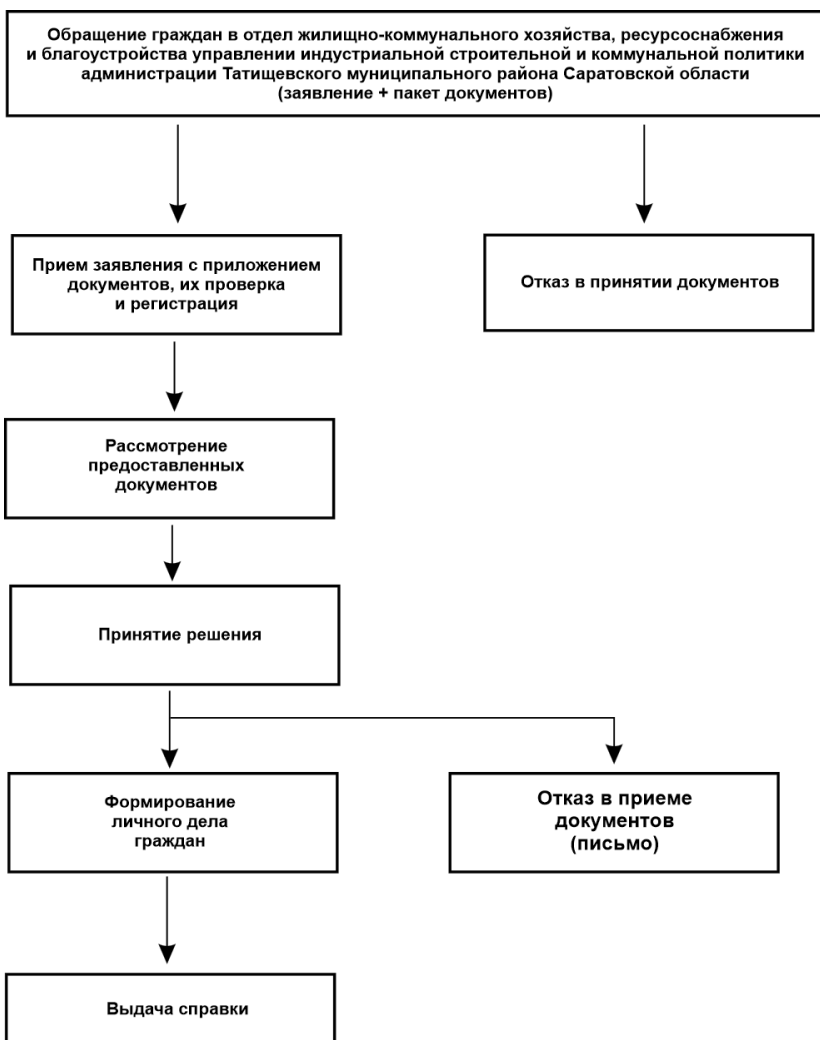 Обращение граждан в отдел жилищно-коммунального хозяйства, ресурсоснабжения
и благоустройства управлении индустриальной строительной и коммунальной политики
администрации Татищевского муниципального района Саратовской области
(заявление + пакет документов)
Прием заявления с приложением
документов, их проверка
и регистрация
Отказ в принятии документов
Рассмотрение
предоставленных
документов
Принятие решения
Формирование
личного дела
граждан
Отказ в приеме
документов
(письмо)
Выдача справки